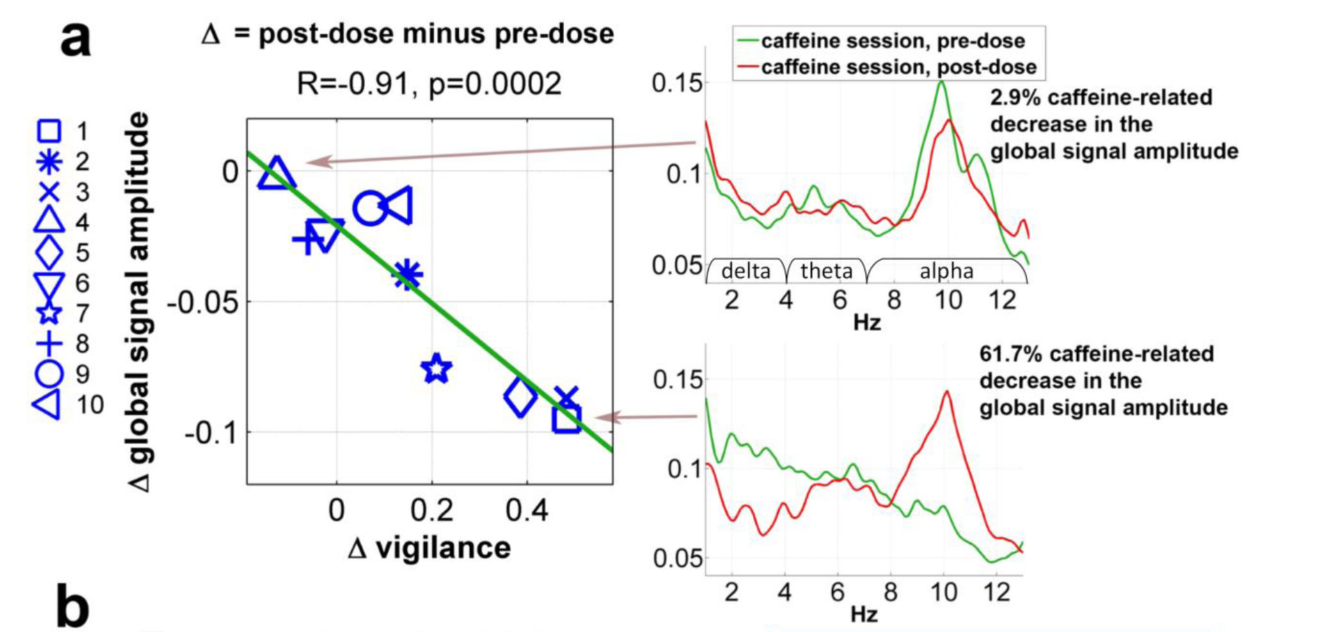 a
Δ = post-dose minus pre-dose
R=-0.91, p=0.0002
1
2
3
4
5
6
7
8
9
10
Δ global signal amplitude
0
-0.05
-0.1
0
0.2
0.4
Δ vigilance
caffeine session, pre-dose
caffeine session, post-dose
0.15
0.1
0.05
2.9% caffeine-related
decrease in the
global signal amplitude
delta
theta
alpha
2
4
6
8
10
12
Hz
0.15
0.1
0.05
61.7% caffeine-related
decrease in the
global signal amplitude
2
4
6
8
10
12
Hz
b